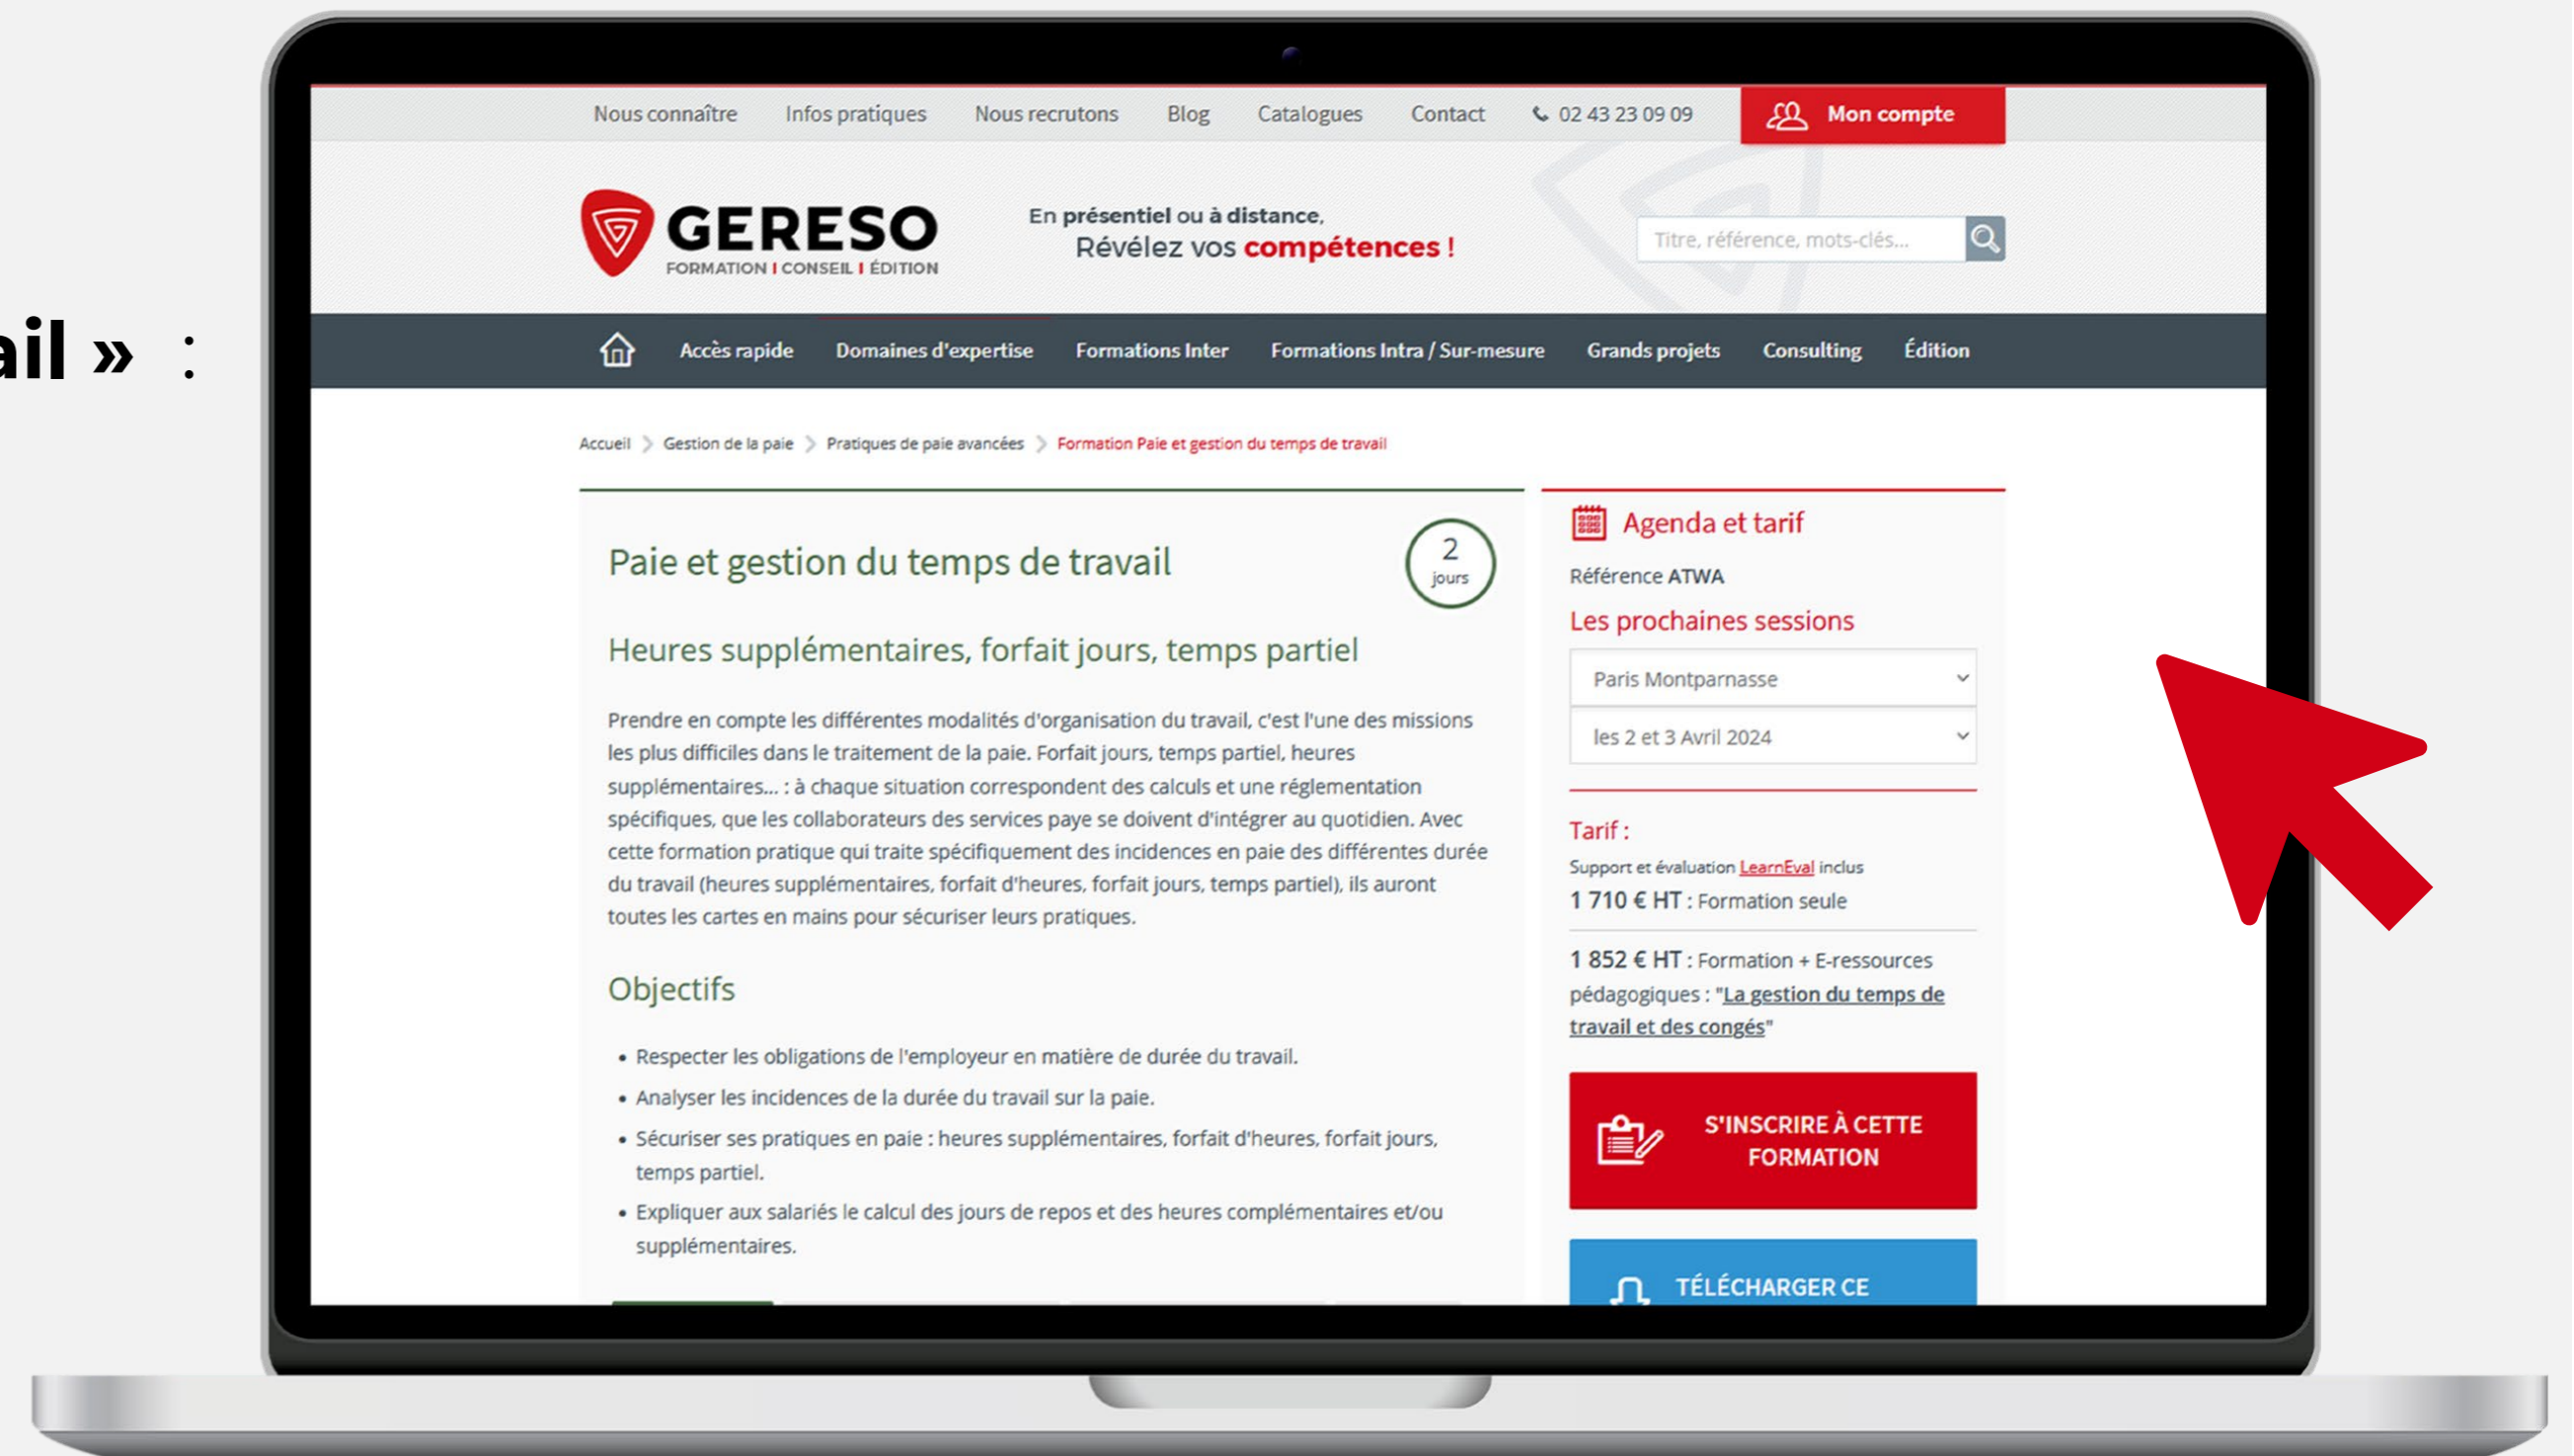 ail » :
Nous connaître Infos pratiques Nous recrutons Blog Catalogues Contact 02 43 23 09 09 Mon compte
GERESO
FORMATION I CONSEIL I ÉDITION
En présentiel ou à distance,
Révélez vos compétences !
Titre, référence, mots-clés...
Accès rapide Domaines d'expertise Formations Inter Formations Intra / Sur-mesure Grands projets Consulting Édition
Accueil > Gestion de la paie > Pratiques de paie avancées > Formation Paie et gestion du temps de travail
Paie et gestion du temps de travail
2
jours
Heures supplémentaires, forfait jours, temps partiel
Prendre en compte les différentes modalités d'organisation du travail, c'est l'une des missions
les plus difficiles dans le traitement de la paie. Forfait jours, temps partiel, heures
supplémentaires... : à chaque situation correspondent des calculs et une réglementation
spécifiques, que les collaborateurs des services paye se doivent d'intégrer au quotidien. Avec
cette formation pratique qui traite spécifiquement des incidences en paie des différentes durée
du travail (heures supplémentaires, forfait d'heures, forfait jours, temps partiel), ils auront
toutes les cartes en mains pour sécuriser leurs pratiques.
Objectifs
• Respecter les obligations de l'employeur en matière de durée du travail.
• Analyser les incidences de la durée du travail sur la paie.
• Sécuriser ses pratiques en paie : heures supplémentaires, forfait d'heures, forfait jours,
temps partiel.
• Expliquer aux salariés le calcul des jours de repos et des heures complémentaires et/ou
supplémentaires.
Agenda et tarif
Référence ATWA
Les prochaines sessions
Paris Montparnasse
les 2 et 3 Avril 2024
Tarif :
Support et évaluation LearnEval inclus
1 710 € HT : Formation seule
1 852 € HT : Formation + E-ressources
pédagogiques : "La gestion du temps de
travail et des congés"
S'INSCRIRE À CETTE
FORMATION
TÉLÉCHARGER CE